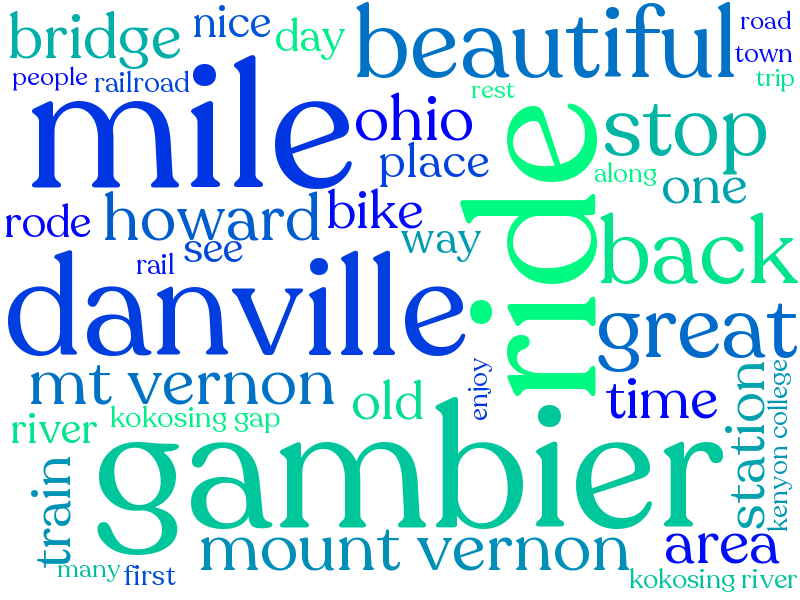 bridge
nice
day
beautiful
road
town
trip
people
railroad
rest
mile
ohio
place
ride
stop
along
one
rode
howard
bike
see
rail
way
back
danville
great
mt vernon
old
enjoy
time
station
kenyon college
river
kokosing gap
gambier
train
mount vernon
area
many
first
kokosing river